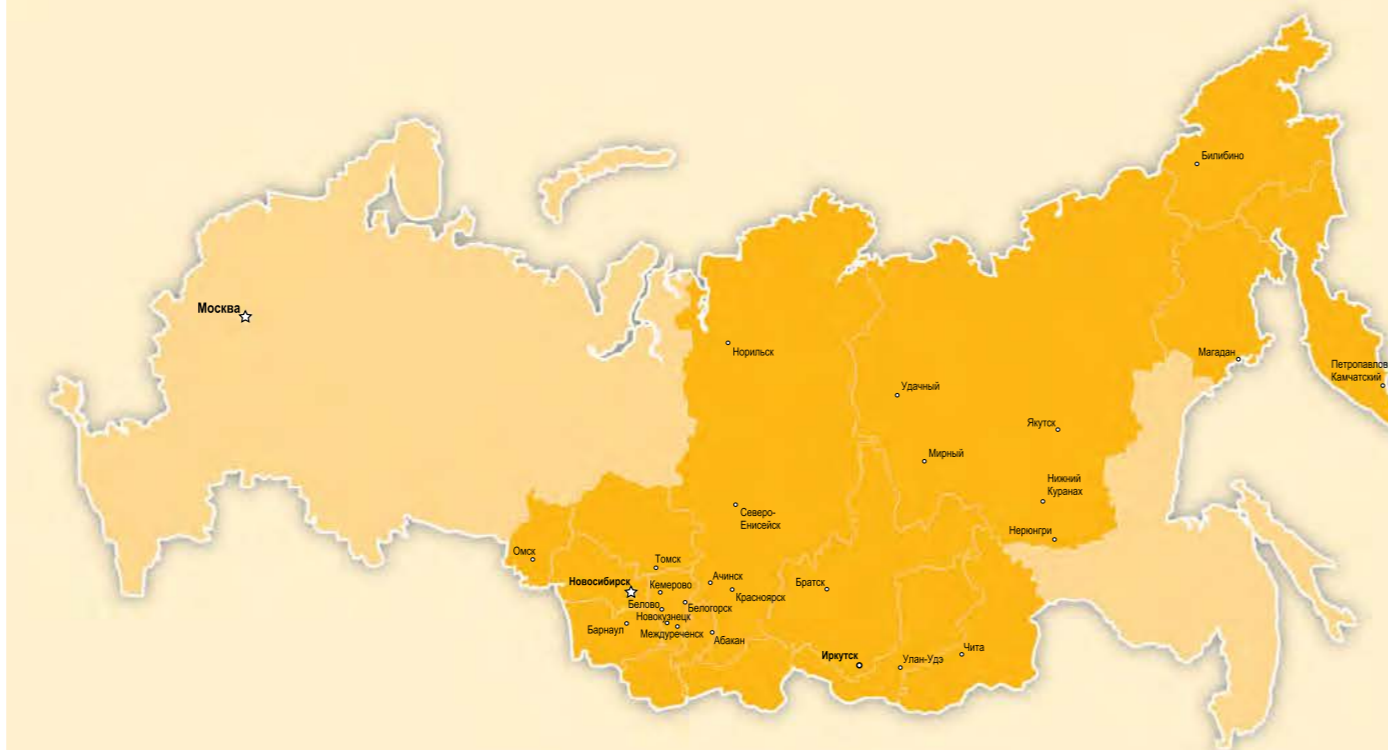 Билибино
Москва
Норильск
Магадан
Петропавлов
Камчатский
Удачный
Якутск
Мирный
Нижний
Куранах
Северо-
Енисейск
Нерюнгри
Омск
Томск
Новосибирск
Кемерово
Ачинск
Братск
Красноярск
Белово
Белогорск
Новокузнецк
Барнаул
Междуреченск
Абакан
Иркутск
Улан-Удэ
Чита